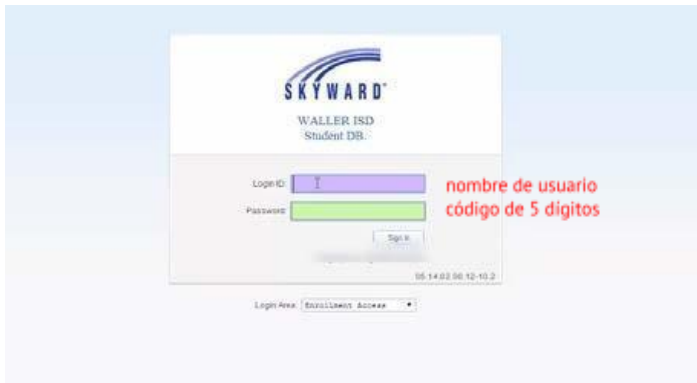 SKYWARD
WALLER ISD
Student DB.
Login ID:
nombre de usuario
Password:
código de 5 dígitos
Sign In
05.14.02.00.12-10.2
Login Area: Enrollment Access